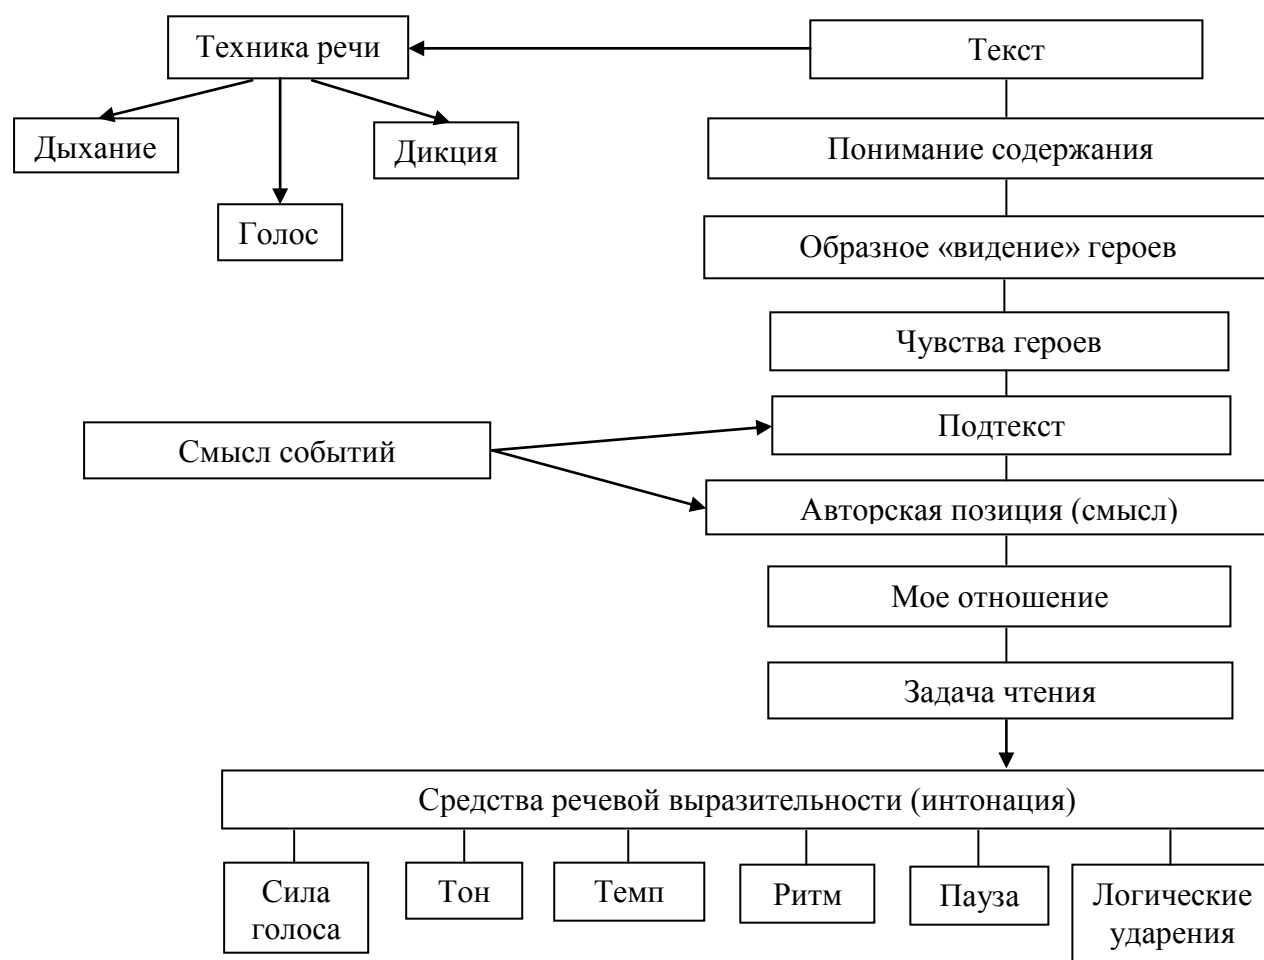 Техника речи
Текст
Дыхание
Дикция
Понимание содержания
Голос
Образное «видение» героев
Чувства героев
Подтекст
Смысл событий
Авторская позиция (смысл)
Мое отношение
Задача чтения
Средства речевой выразительности (интонация)
Сила
голоса
Тон
Темп
Ритм
Пауза
Логические
ударения